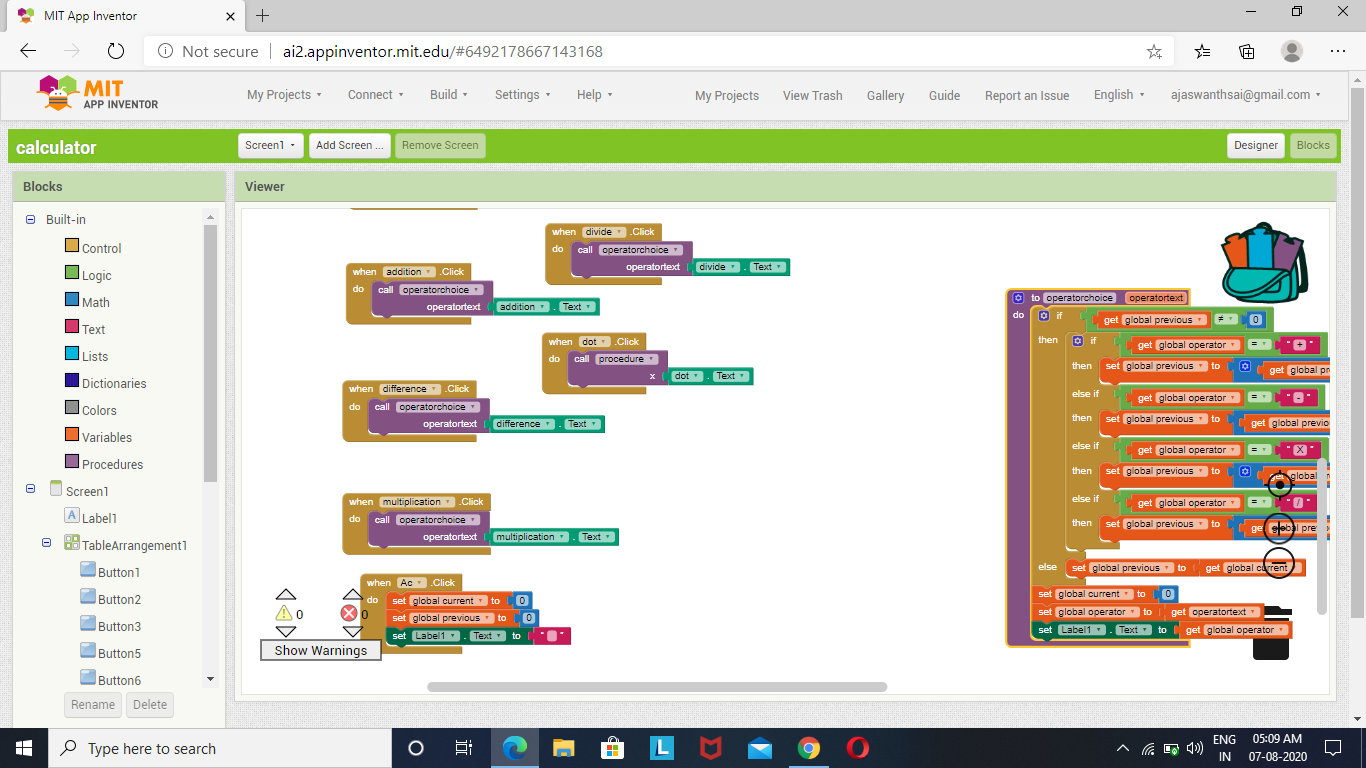 MIT App Inventor
Not secure | ai2.appinventor.mit.edu/#6492178667143168
MIT
APP INVENTOR
My Projects Connect Build Settings Help My Projects View Trash Gallery Guide Report an Issue English ajaswanthsai@gmail.com
calculator Screen1 Add Screen ... Remove Screen Designer Blocks
Blocks Viewer
Built-in
Control
Logic
Math
Text
Lists
Dictionaries
Colors
Variables
Procedures
Screen1
Label1
TableArrangement1
Button1
Button2
Button3
Button5
Button6
Rename Delete
when divide .Click
do call operatorchoice
operatortext divide . Text
when addition .Click
do call operatorchoice
operatortext addition . Text
when dot .Click
do call procedure
x dot . Text
when difference .Click
do call operatorchoice
operatortext difference . Text
when multiplication .Click
do call operatorchoice
operatortext multiplication . Text
when Ac .Click
do set global current to 0
set global previous to 0
set Label1 . Text to " "
0 0
Show Warnings
to operatorchoice operatortext
do if get global previous ≠ 0
then if get global operator = " + "
then set global previous to get global pr
else if get global operator = " - "
then set global previous to get global previo
else if get global operator = " X "
then set global previous to get global
else if get global operator = " / "
then set global previous to get global previo
else set global previous to get global current
set global current to 0
set global operator to get operatortext
set Label1 . Text to get global operator
Type here to search
ENG
IN
05:09 AM
07-08-2020